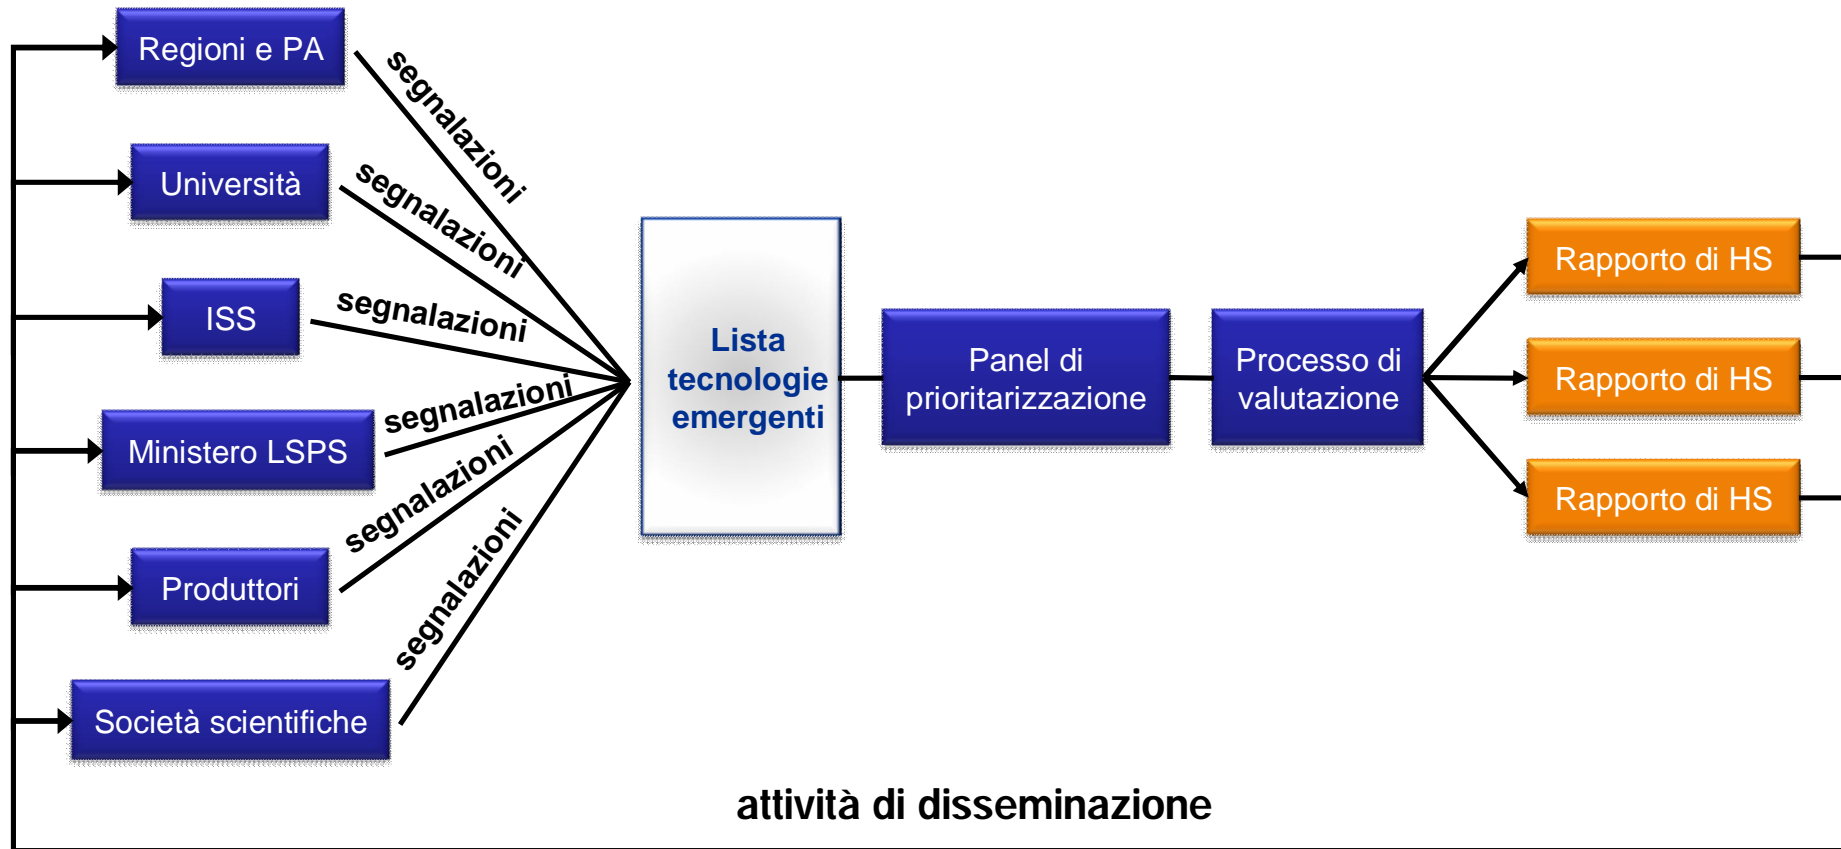 Regioni e PA
segnalazioni
Università
segnalazioni
ISS
segnalazioni
Ministero LSPS
segnalazioni
Produttori
segnalazioni
Società scientifiche
segnalazioni
Lista
tecnologie
emergenti
Panel di
prioritarizzazione
Processo di
valutazione
Rapporto di HS
Rapporto di HS
Rapporto di HS
attività di disseminazione